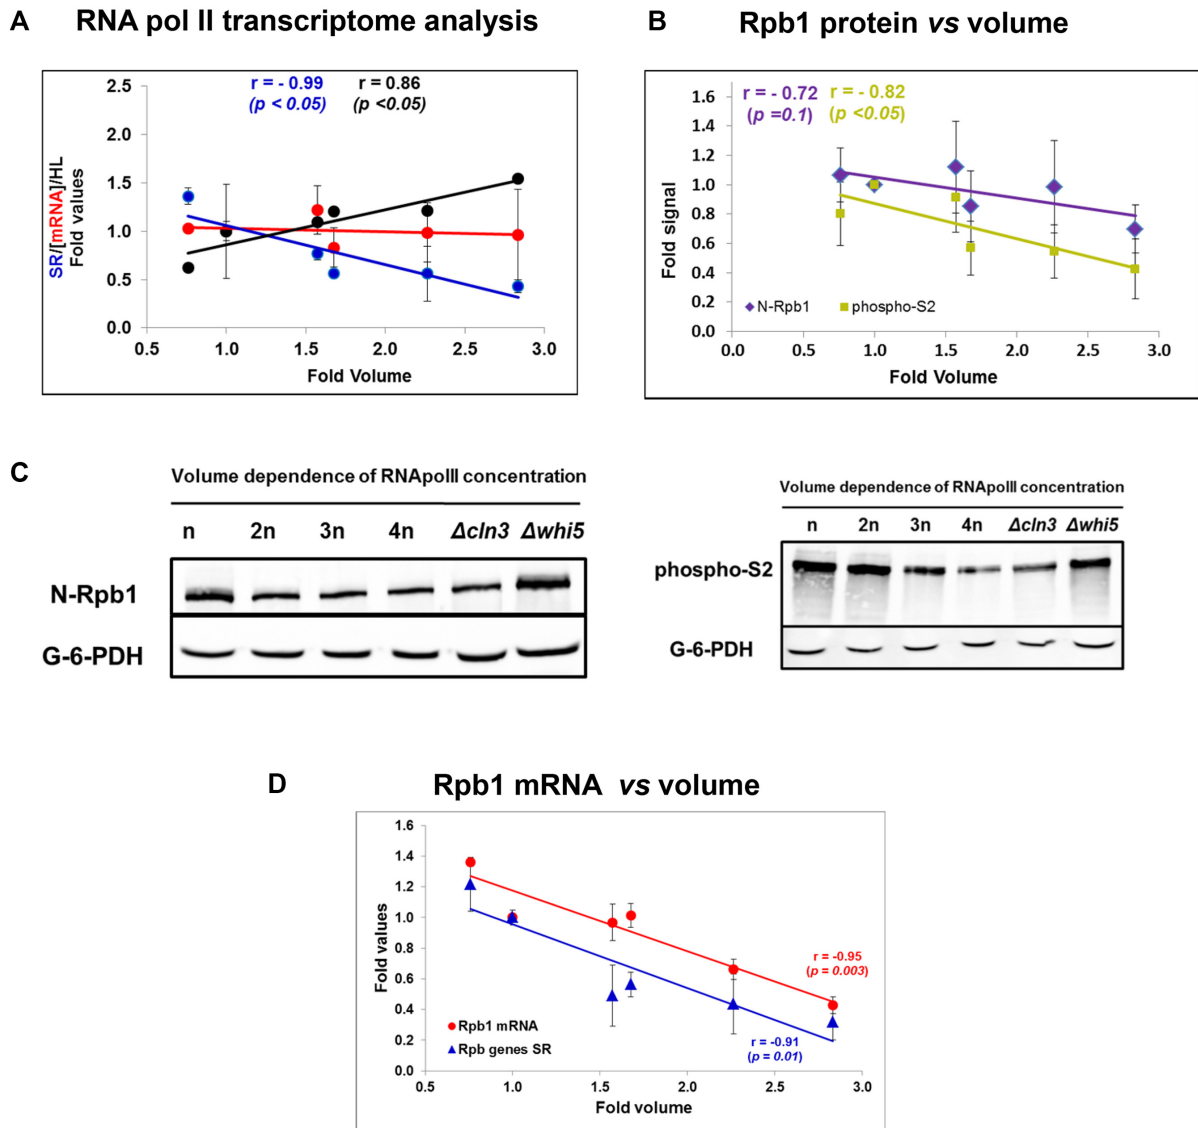 A
RNA pol II transcriptome analysis
r = - 0.99
(p < 0.05)
r = 0.86
(p <0.05)
SR/[mRNA]/HL
Fold values
2.5
2.0
1.5
1.0
0.5
0.0
0.5
1.0
1.5
2.0
2.5
3.0
Fold Volume
B
Rpb1 protein vs volume
r = - 0.72
(p =0.1)
r = - 0.82
(p <0.05)
Fold signal
1.6
1.4
1.2
1.0
0.8
0.6
0.4
0.2
0.0
N-Rpb1
phospho-S2
0.0
0.5
1.0
1.5
2.0
2.5
3.0
Fold Volume
C
Volume dependence of RNApolII concentration
n 2n 3n 4n Δcln3 Δwhi5
N-Rpb1
G-6-PDH
Volume dependence of RNApolII concentration
n 2n 3n 4n Δcln3 Δwhi5
phospho-S2
G-6-PDH
D
Rpb1 mRNA vs volume
Fold values
1.6
1.4
1.2
1.0
0.8
0.6
0.4
0.2
0.0
r = -0.95
(p = 0.003)
r = -0.91
(p = 0.01)
Rpb1 mRNA
Rpb genes SR
0.5
1.0
1.5
2.0
2.5
3.0
Fold volume